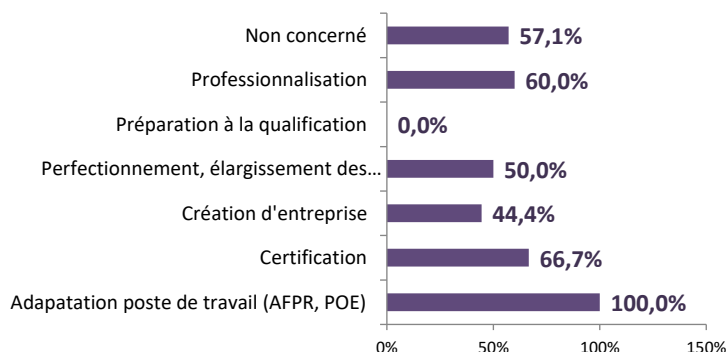 Non concerné 57,1%
Professionnalisation 60,0%
Préparation à la qualification 0,0%
Perfectionnement, élargissement des... 50,0%
Création d'entreprise 44,4%
Certification 66,7%
Adapatation poste de travail (AFPR, POE) 100,0%
0% 50% 100% 150%